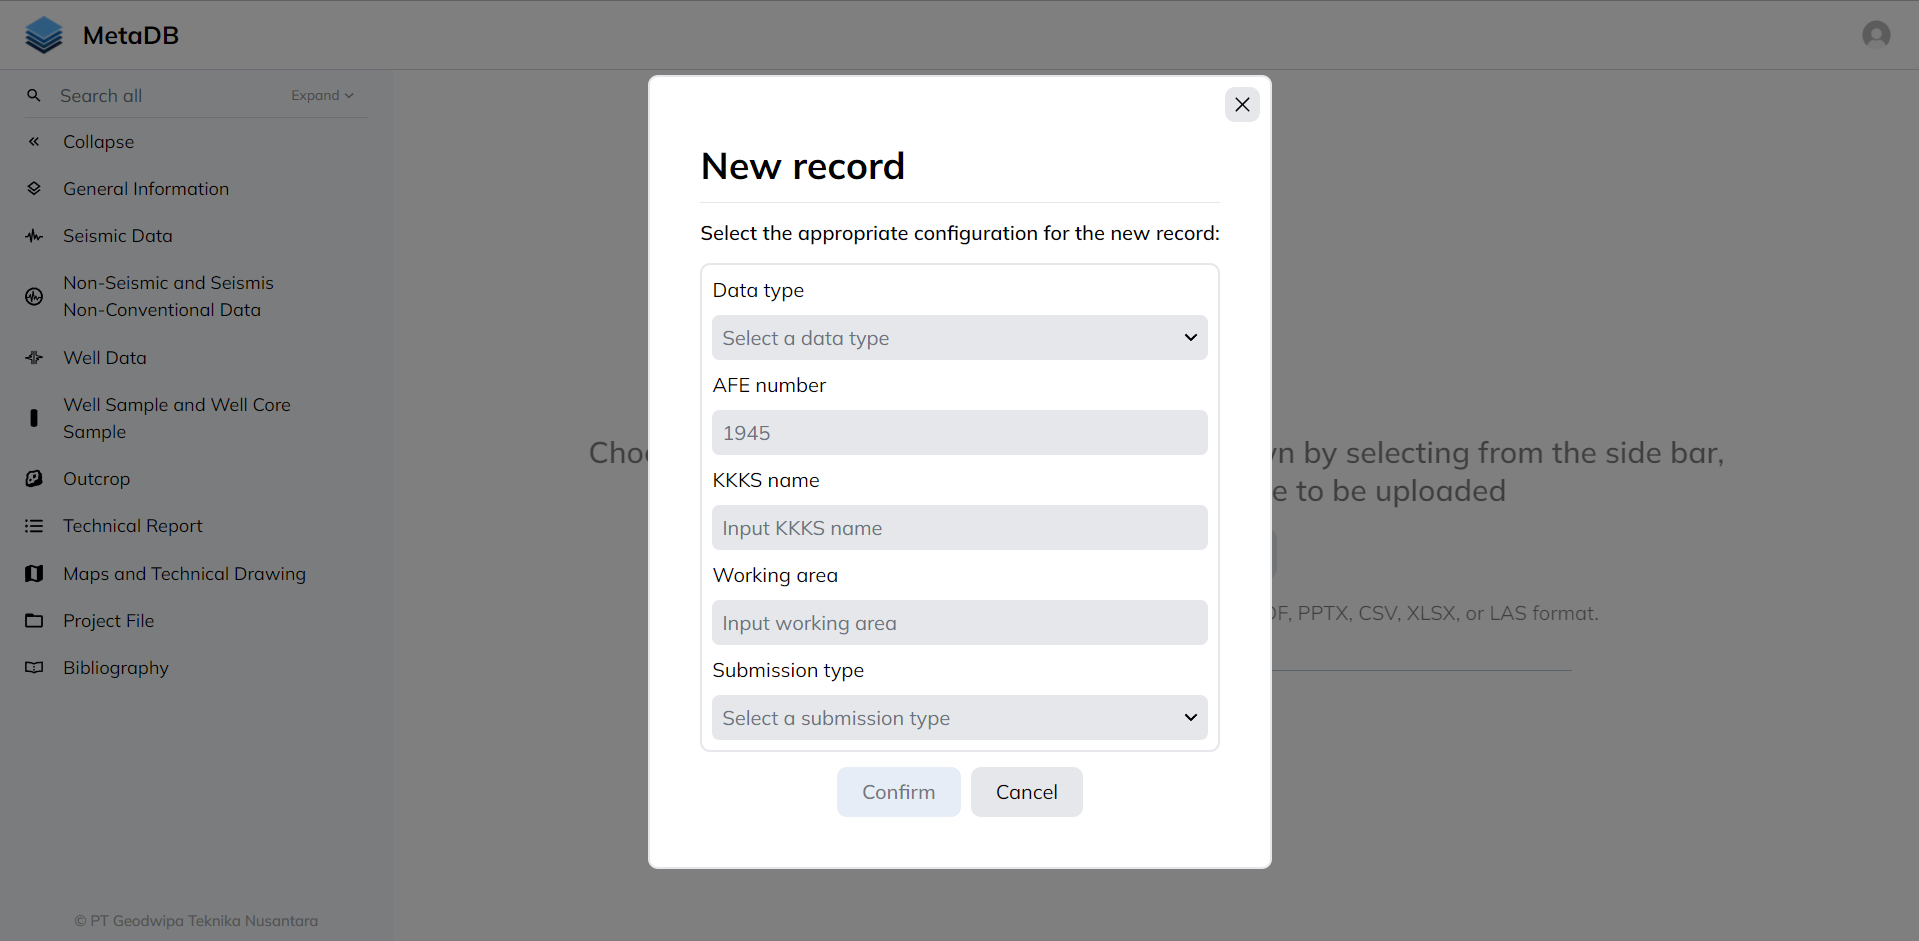 MetaDB
Search all
Expand
Collapse
General Information
Seismic Data
Non-Seismic and Seismis
Non-Conventional Data
Well Data
Well Sample and Well Core
Sample
Outcrop
Technical Report
Maps and Technical Drawing
Project File
Bibliography
© PT Geodwipa Teknika Nusantara
New record
Select the appropriate configuration for the new record:
Data type
Select a data type
AFE number
1945
KKKS name
Input KKKS name
Working area
Input working area
Submission type
Select a submission type
Confirm
Cancel
by selecting from the side bar,
to be uploaded
PPTX, CSV, XLSX, or LAS format.